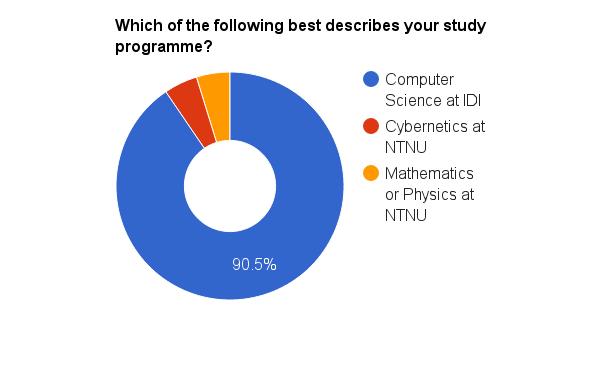 Which of the following best describes your study
programme?
Computer
Science at IDI
Cybernetics at
NTNU
Mathematics
or Physics at
NTNU
90.5%